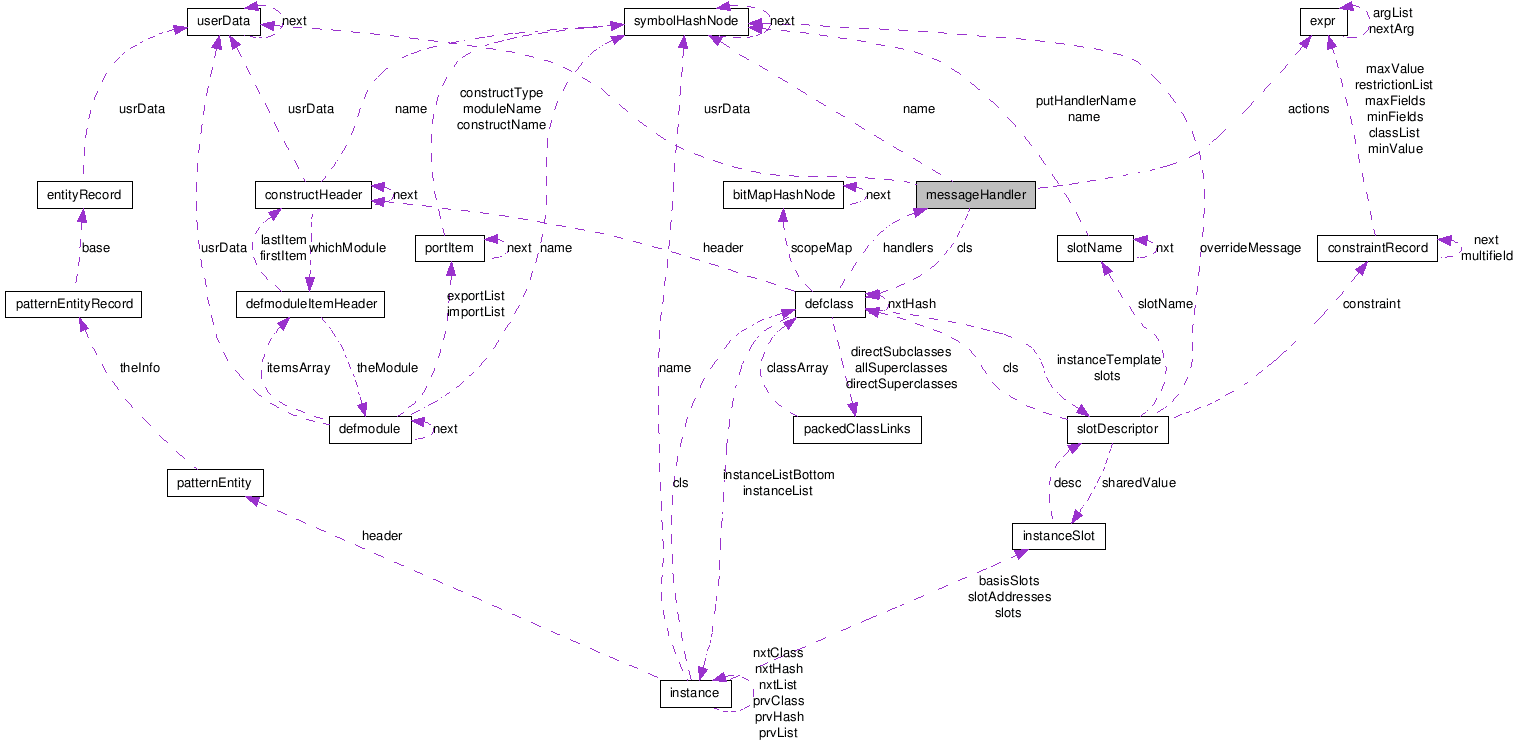 userData
next
symbolHashNode
next
expr
argList
nextArg
usrData
usrData
name
constructType
moduleName
constructName
usrData
name
putHandlerName
name
actions
maxValue
restrictionList
maxFields
minFields
classList
minValue
entityRecord
constructHeader
next
bitMapHashNode
next
messageHandler
base
usrData
lastItem
firstItem
whichModule
portItem
next
name
header
scopeMap
handlers
cls
slotName
nxt
overrideMessage
constraintRecord
next
multifield
patternEntityRecord
defmoduleItemHeader
exportList
importList
defclass
nxtHash
slotName
constraint
theInfo
itemsArray
theModule
classArray
directSubclasses
allSuperclasses
directSuperclasses
cls
instanceTemplate
slots
defmodule
next
packedClassLinks
slotDescriptor
patternEntity
name
cls
instanceListBottom
instanceList
desc
sharedValue
header
instanceSlot
basisSlots
slotAddresses
slots
instance
nxtClass
nxtHash
nxtList
prvClass
prvHash
prvList